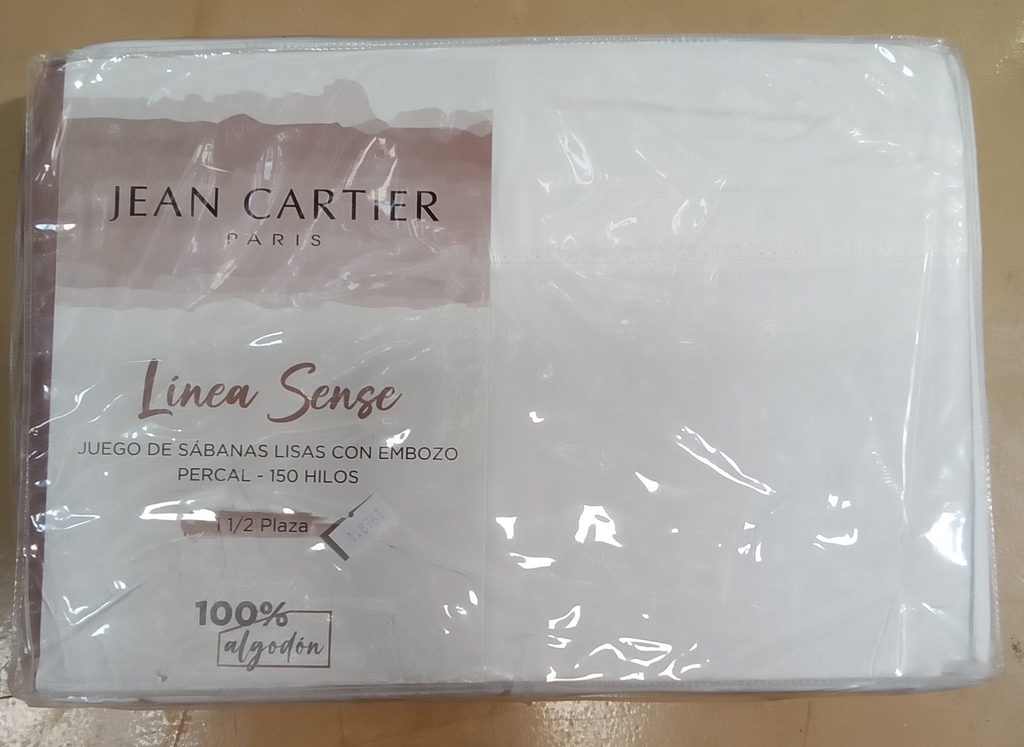 JEAN CARTIER
PARIS
Línea Sense
JUEGO DE SÁBANAS LISAS CON EMBOZO
PERCAL - 150 HILOS
1 1/2 Plaza
100%
algodón